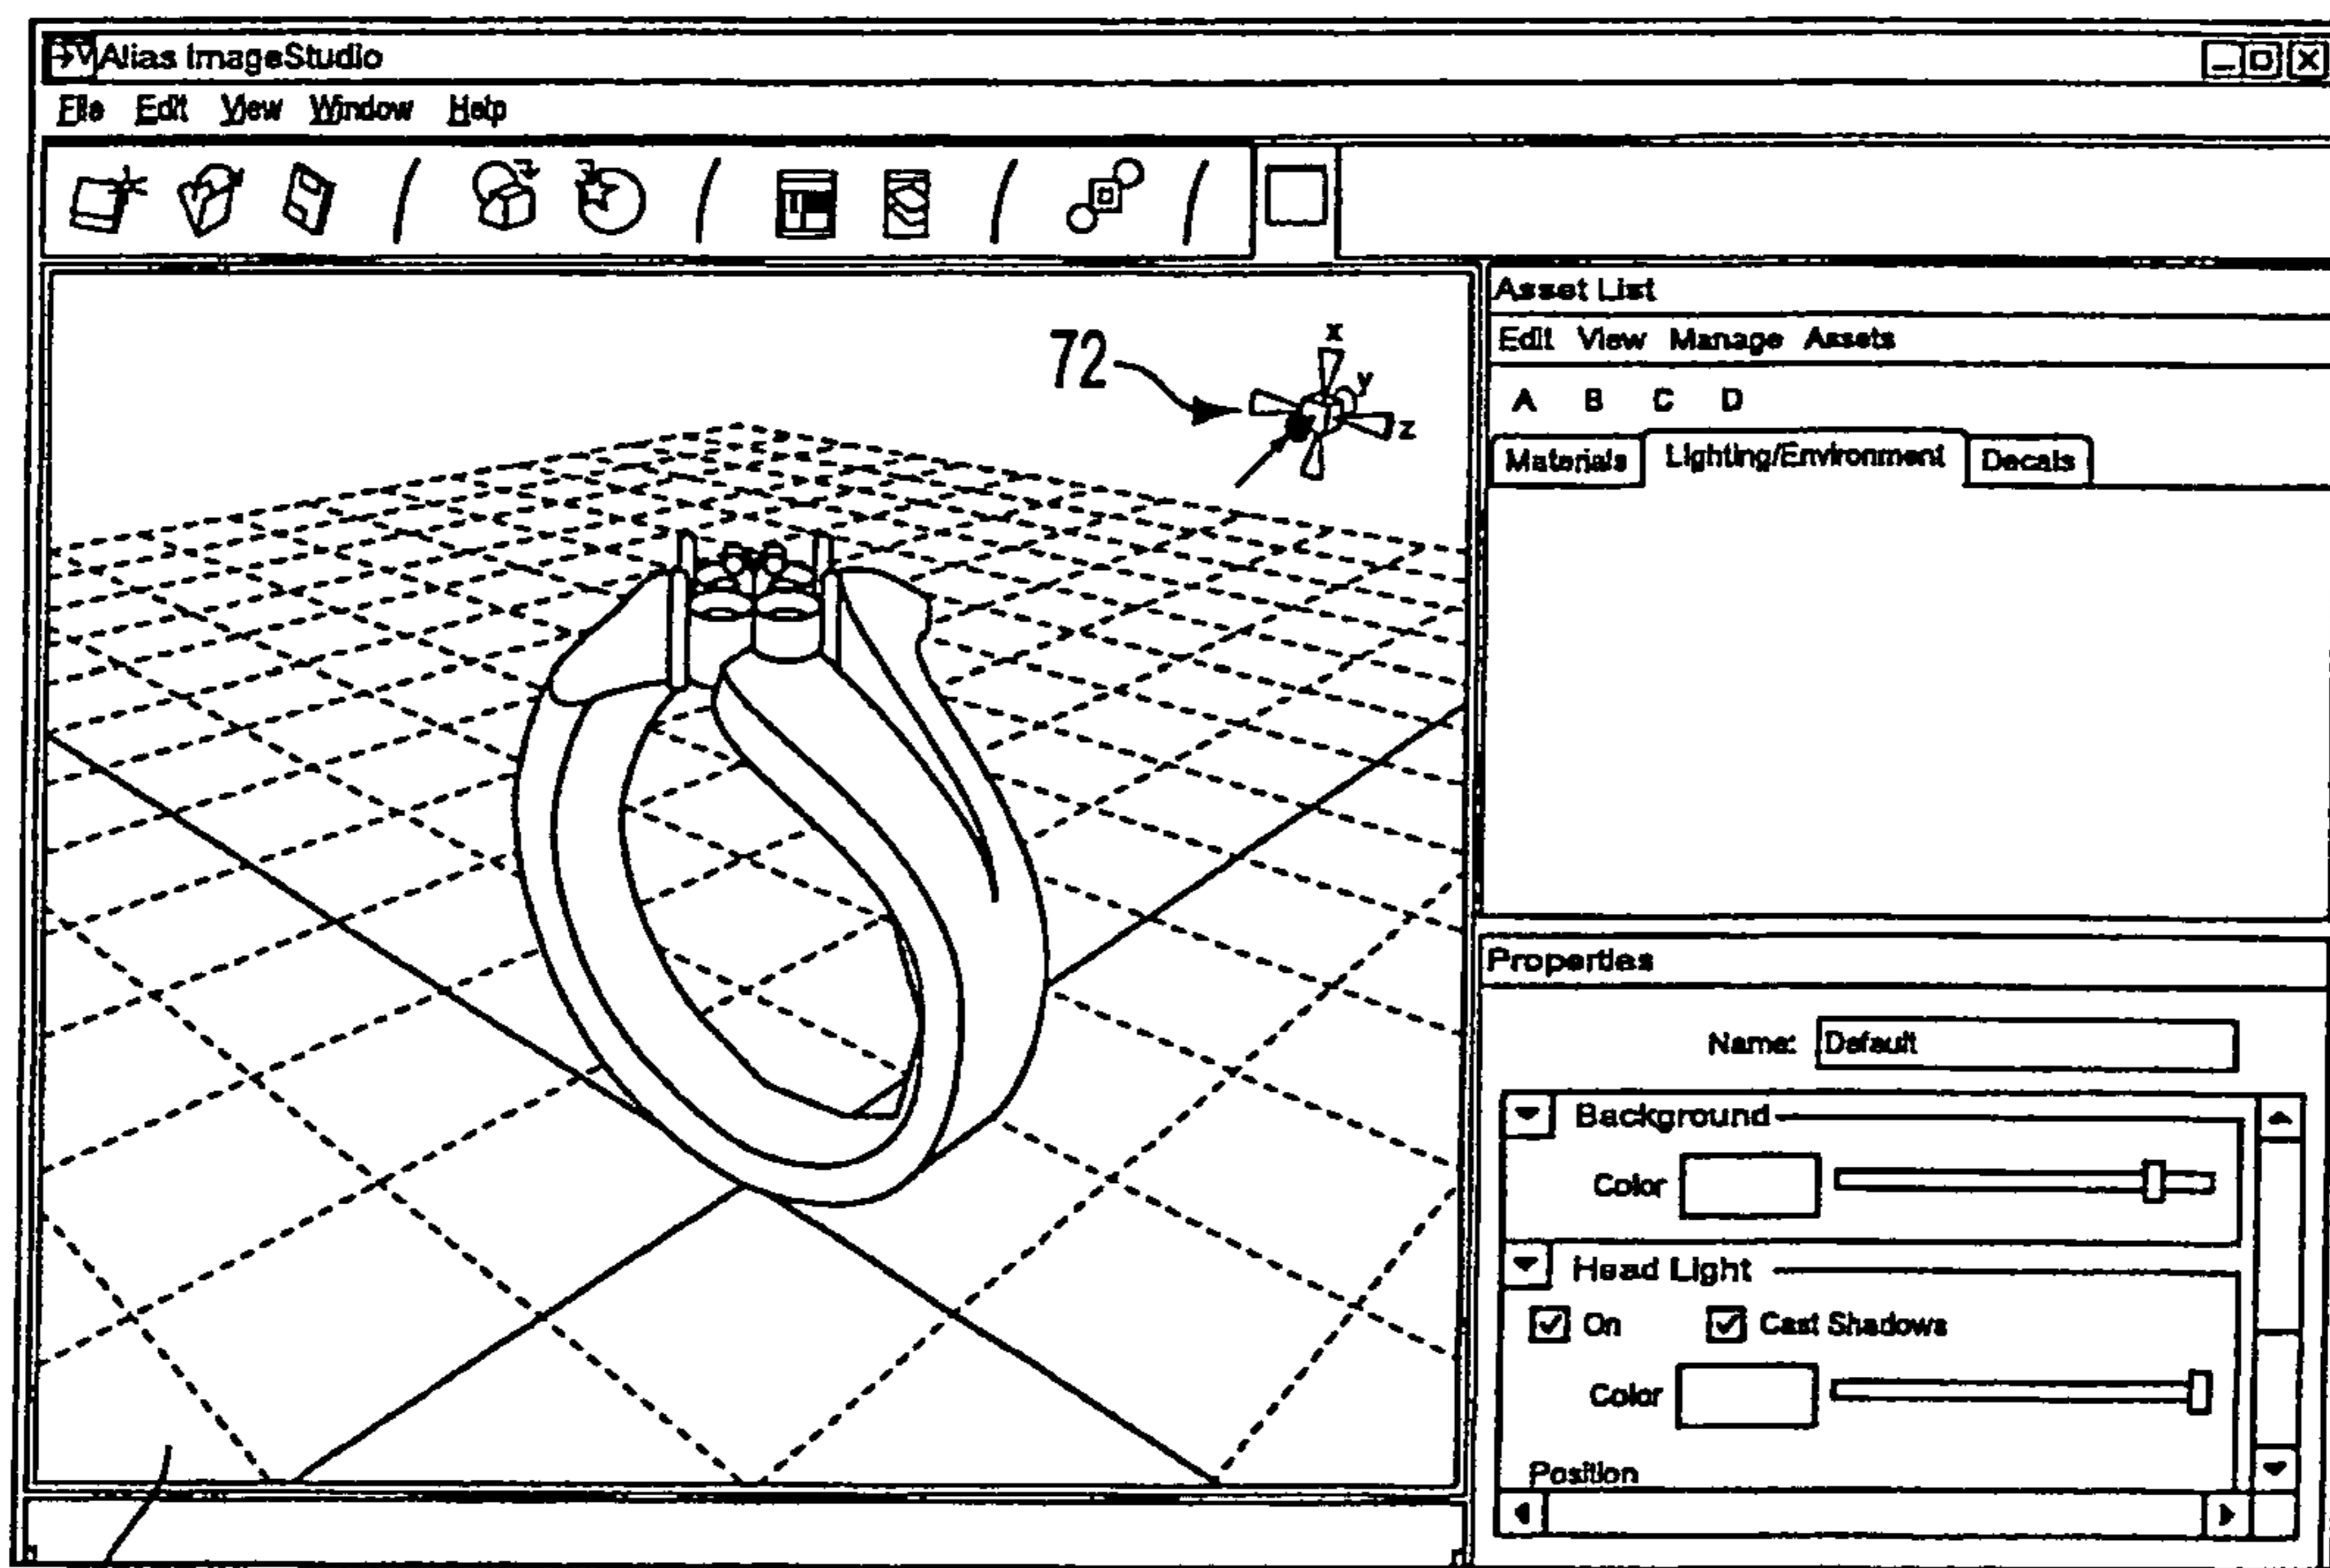 Alias ImageStudio
File Edit View Window Help
72
x
y
z
Asset List
Edit View Manage Assets
A B C D
Materials Lighting/Environment Decals
Properties
Name: Default
Background
Color
Head Light
On Cast Shadows
Color
Position